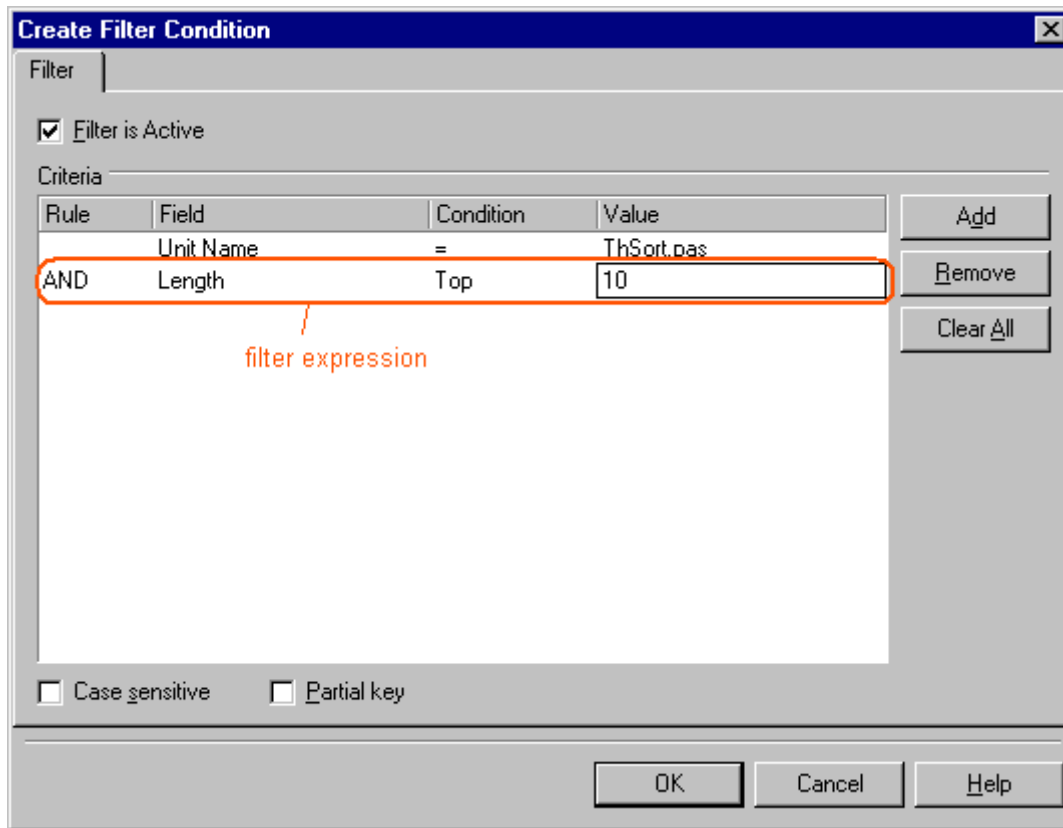 Create Filter Condition
Filter
Filter is Active
Criteria
Rule Field Condition Value
Unit Name = ThSort.pas
AND Length Top 10
filter expression
Add
Remove
Clear All
Case sensitive Partial key
OK Cancel Help